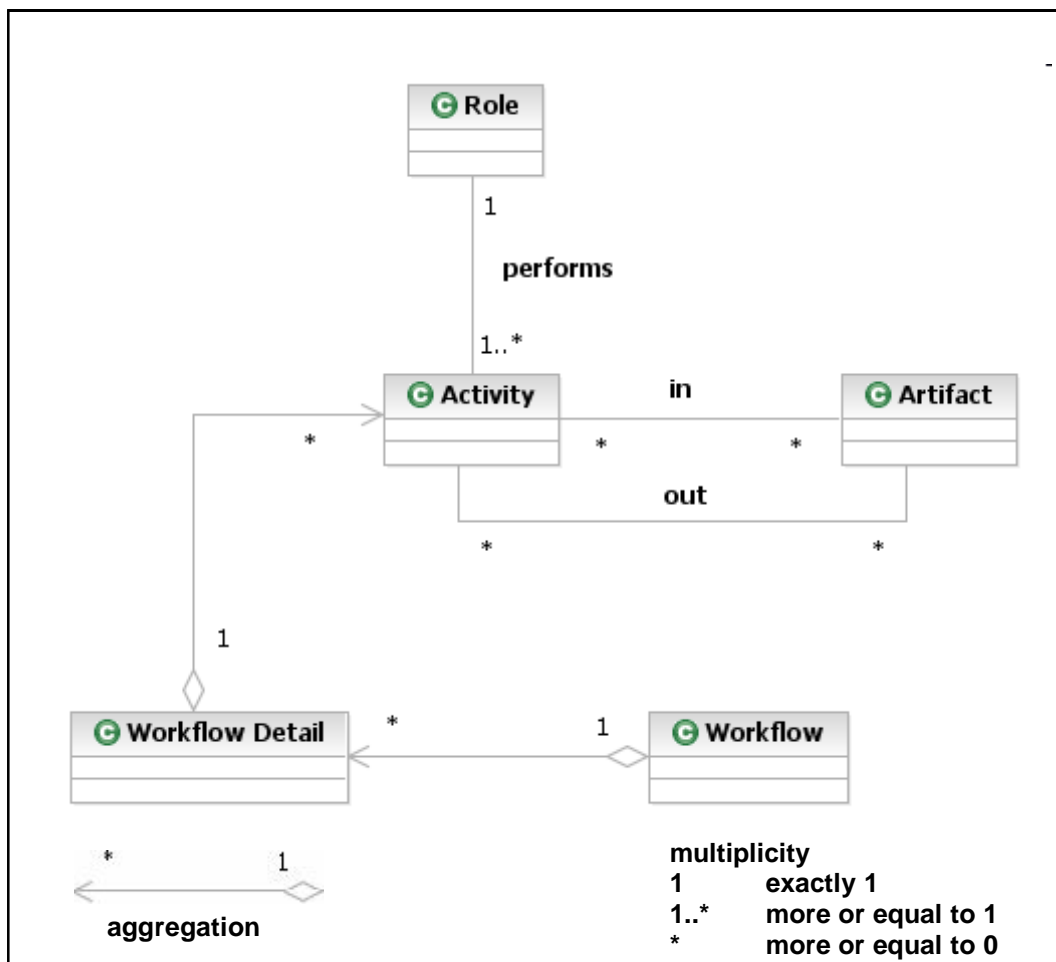 -
C Role
1
performs
1..*
C Activity
in
C Artifact
*
*
*
out
*
*
1
C Workflow Detail
*
1
C Workflow
*
1
aggregation
multiplicity
1 exactly 1
1..* more or equal to 1
* more or equal to 0